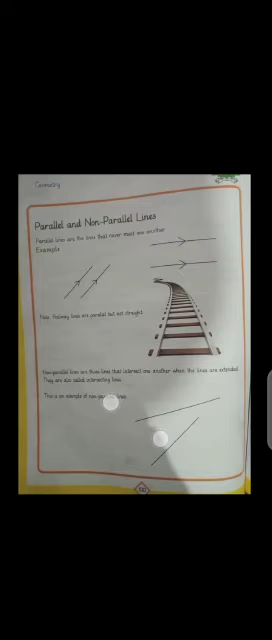 Geometry
Parallel and Non-Parallel Lines
Parallel lines are the lines that never meet one another.
Example
Note: Railway lines are parallel but not straight.
Non-parallel lines are those lines that intersect one another when the lines are extended.
They are also called intersecting lines.
This is an example of non lines.